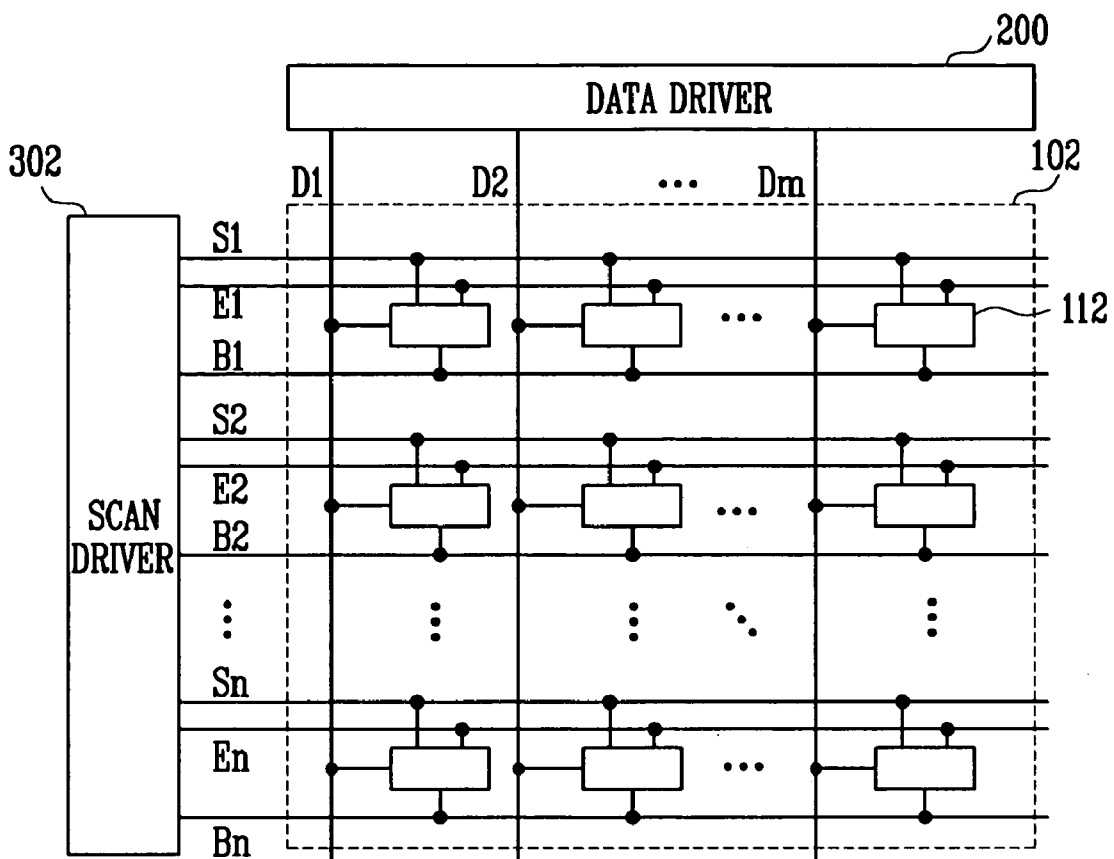 200
DATA DRIVER
302
D1 D2 ••• Dm
102
S1
E1
••• 112
B1
S2
E2
•••
SCAN
DRIVER
B2
Sn
En
•••
Bn